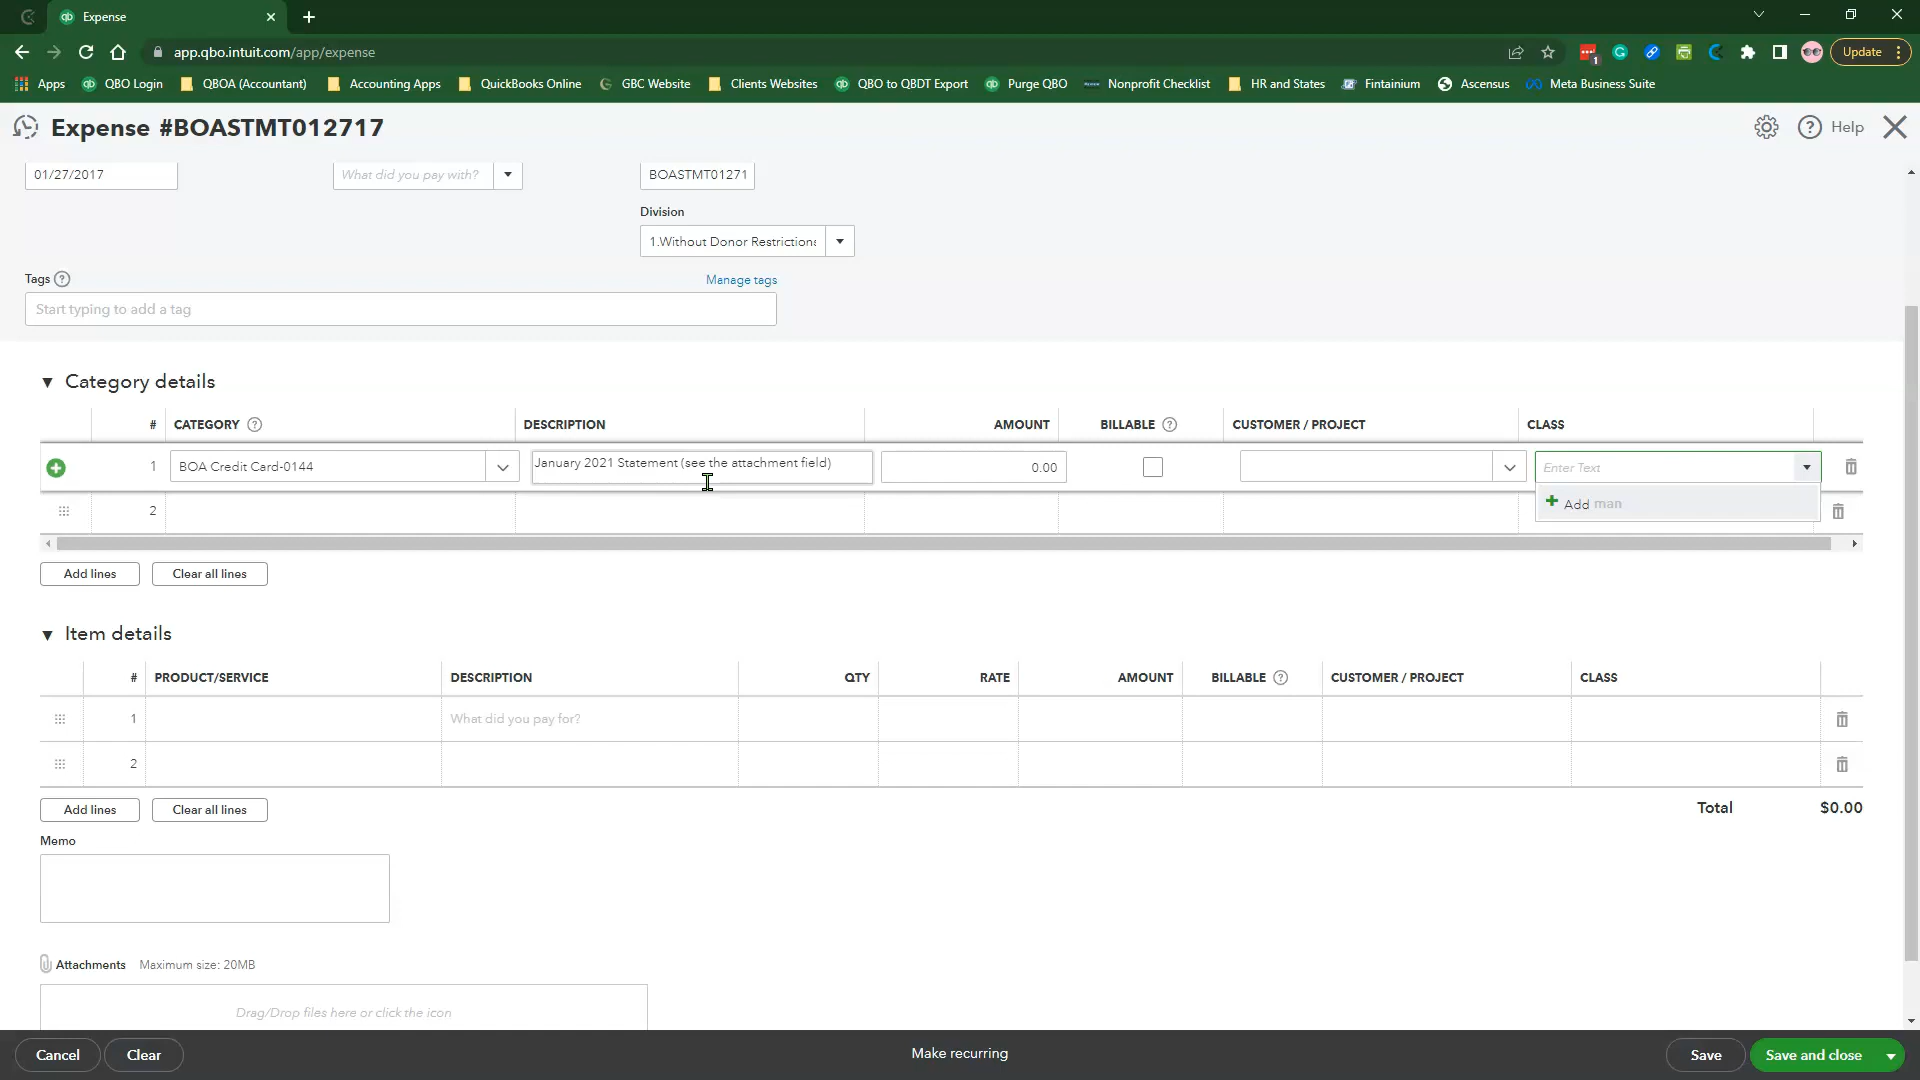 Expense
app.qbo.intuit.com/app/expense
1
Update
Apps
QBO Login
QBOA (Accountant)
Accounting Apps
QuickBooks Online
GBC Website
Clients Websites
QBO to QBDT Export
Purge QBO
Nonprofit Checklist
HR and States
Fintainium
Ascensus
Meta Business Suite
Expense #BOASTMT012717
Help
01/27/2017
What did you pay with?
BOASTMT01271
Division
1.Without Donor Restrictions
Tags
Manage tags
Start typing to add a tag
Category details
# CATEGORY DESCRIPTION AMOUNT BILLABLE CUSTOMER / PROJECT CLASS
1 BOA Credit Card-0144 January 2021 Statement (see the attachment field) 0.00 Enter Text
Add man
2
Add lines Clear all lines
Item details
# PRODUCT/SERVICE DESCRIPTION QTY RATE AMOUNT BILLABLE CUSTOMER / PROJECT CLASS
1 What did you pay for?
2
Add lines Clear all lines
Total $0.00
Memo
Attachments Maximum size: 20MB
Drag/Drop files here or click the icon
Cancel Clear Make recurring Save Save and close